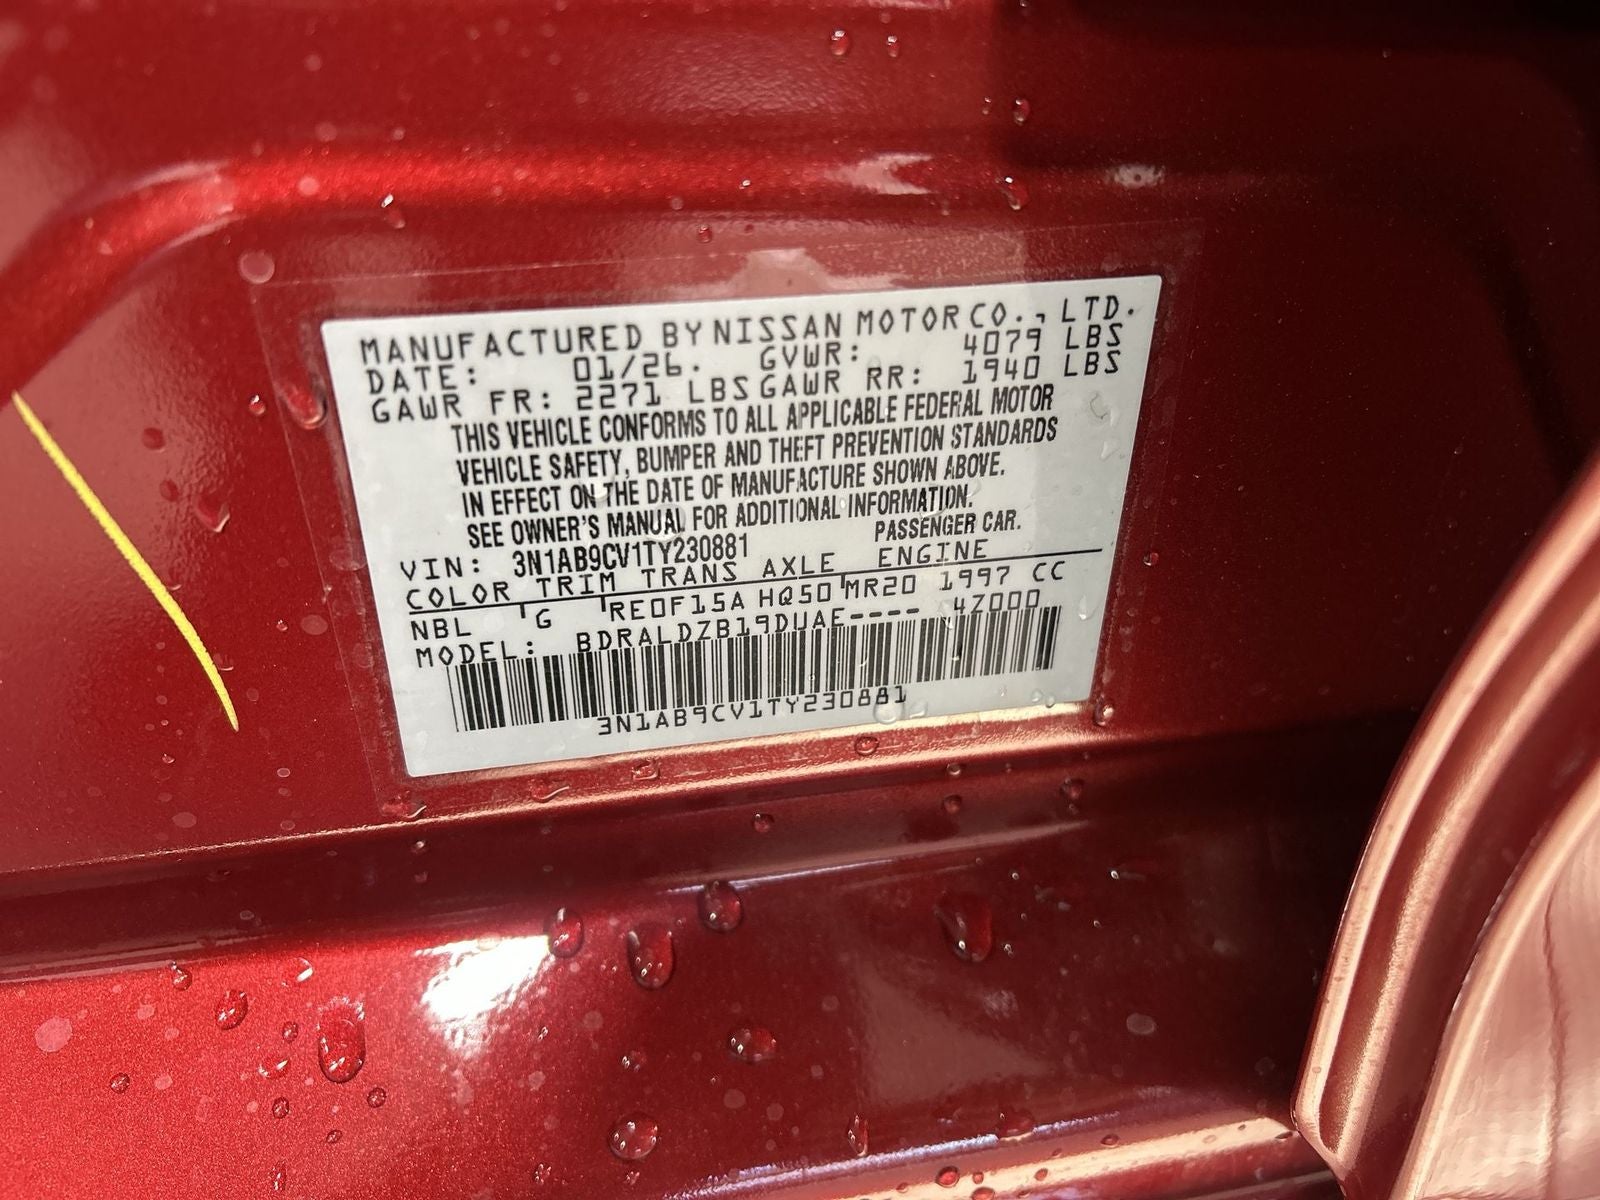 MANUFACTURED BY NISSAN MOTOR CO., LTD.
DATE: 01/26. GVWR: 4079 LBS
GAWR FR: 2271 LBS GAWR RR: 1940 LBS
THIS VEHICLE CONFORMS TO ALL APPLICABLE FEDERAL MOTOR
VEHICLE SAFETY, BUMPER AND THEFT PREVENTION STANDARDS
IN EFFECT ON THE DATE OF MANUFACTURE SHOWN ABOVE.
SEE OWNER'S MANUAL FOR ADDITIONAL INFORMATION.
VIN: 3N1AB9CV1TY230881 PASSENGER CAR.
COLOR TRIM TRANS AXLE ENGINE
NBL G RE0F15A HQ50 MR20 1997 CC
MODEL: BDRALDZB19DUAE---- 4Z000
3N1AB9CV1TY230881